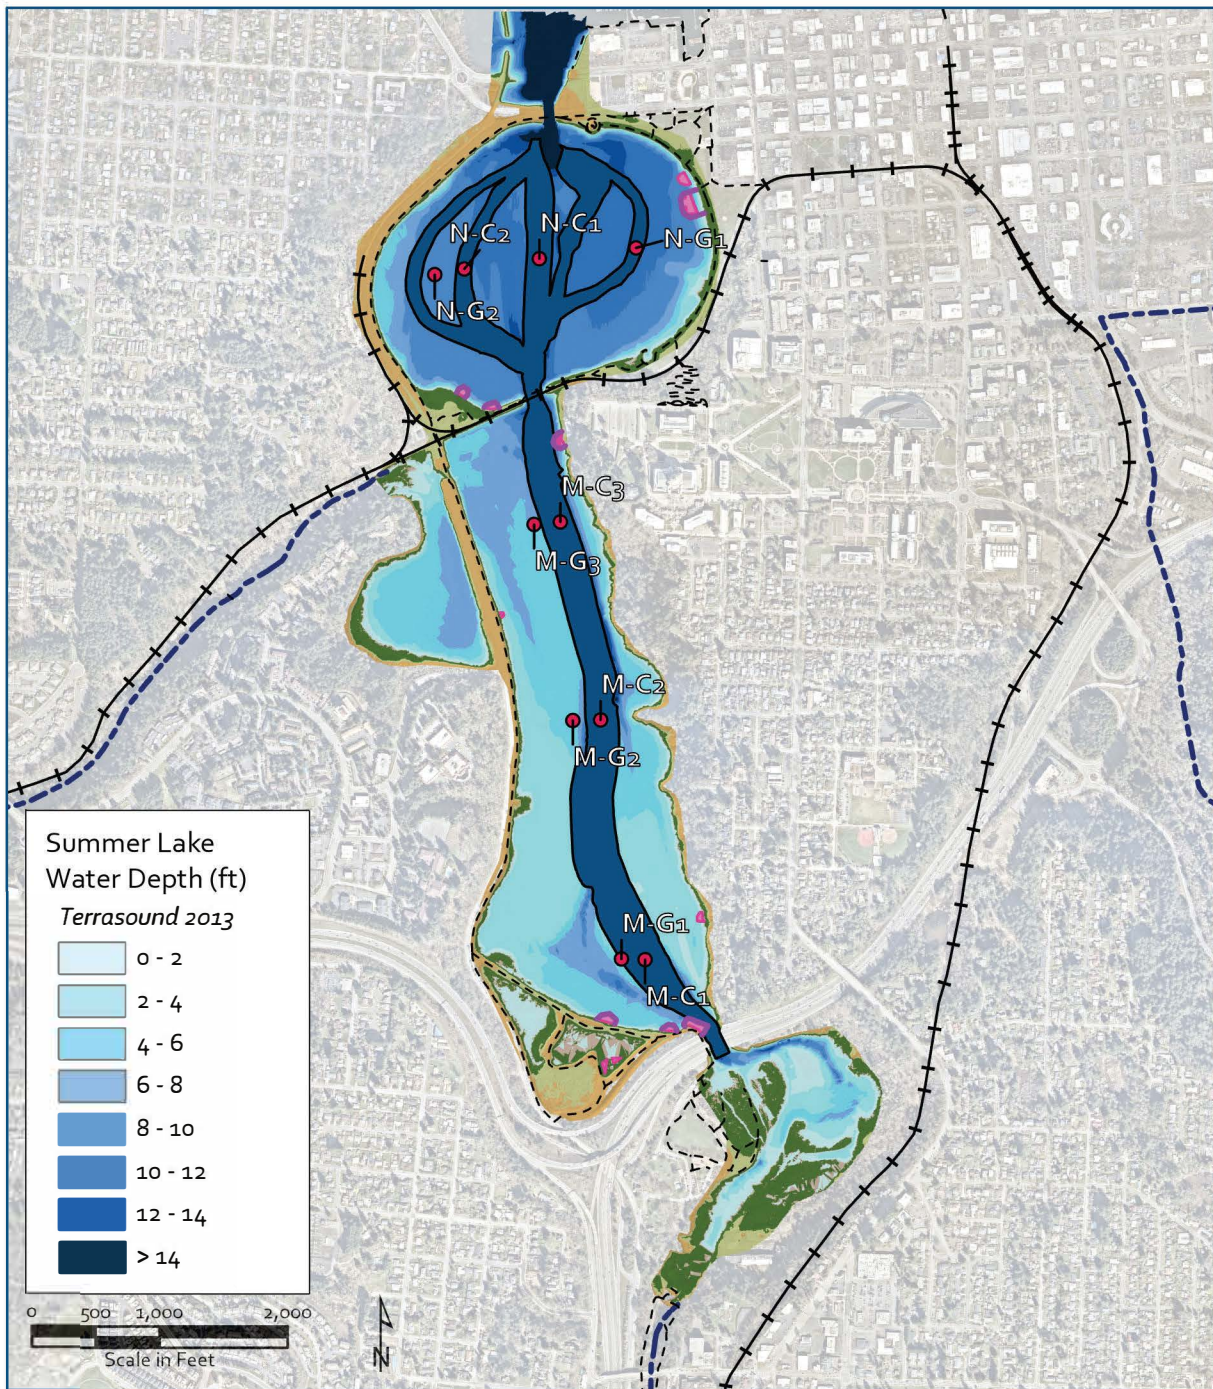 N-C2
N-C1
N-G1
N-G2
M-C3
M-G3
M-C2
M-G2
M-G1
M-C1
Summer Lake
Water Depth (ft)
Terrasound 2013
0 - 2
2 - 4
4 - 6
6 - 8
8 - 10
10 - 12
12 - 14
> 14
0 500 1,000 2,000
Scale in Feet
N